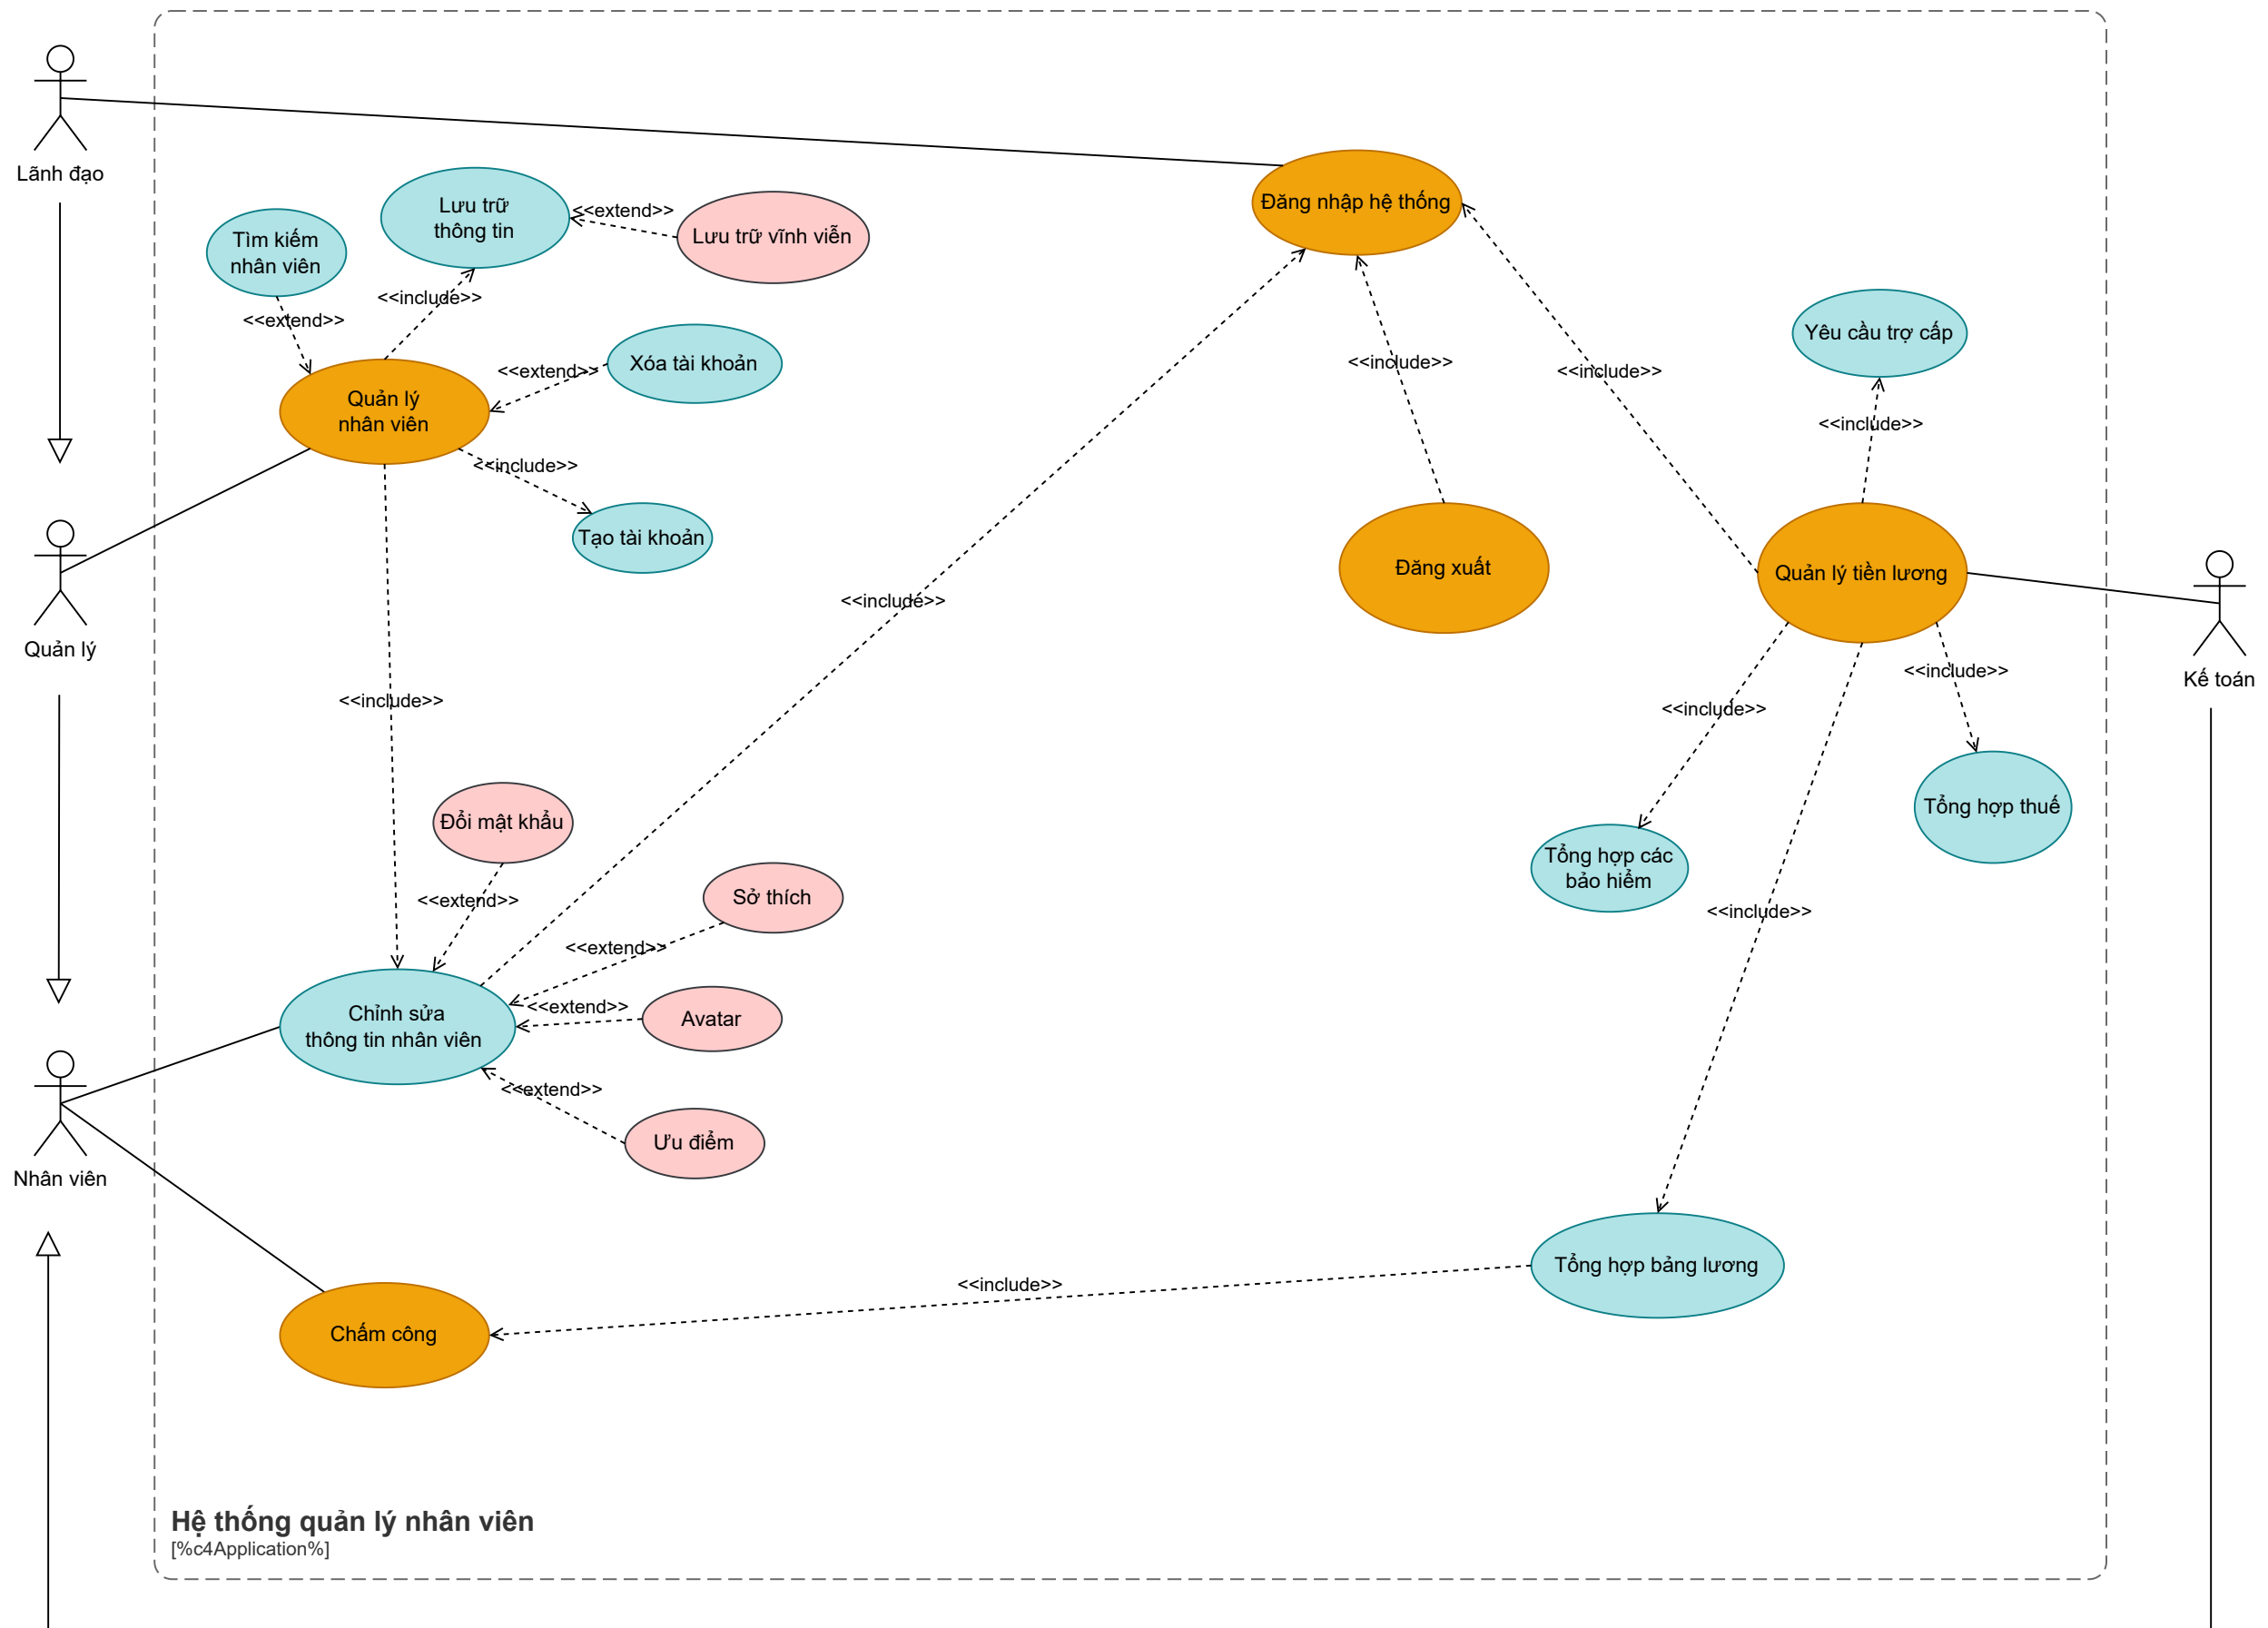 Lãnh đạo
Lưu trữ
thông tin
<<extend>>
Lưu trữ vĩnh viễn
Đăng nhập hệ thống
Tìm kiếm
nhân viên
<<include>>
<<extend>>
Yêu cầu trợ cấp
Xóa tài khoản
<<extend>>
<<include>>
<<include>>
Quản lý
nhân viên
<<include>>
<<include>>
Tạo tài khoản
Đăng xuất
Quản lý tiền lương
<<include>>
Quản lý
Kế toán
<<include>>
<<include>>
<<include>>
Đổi mật khẩu
Tổng hợp thuế
Tổng hợp các
bảo hiểm
<<extend>>
Sở thích
<<include>>
<<extend>>
<<extend>>
Avatar
Chỉnh sửa
thông tin nhân viên
<<extend>>
Ưu điểm
Nhân viên
Tổng hợp bảng lương
<<include>>
Chấm công
Hệ thống quản lý nhân viên
[%c4Application%]